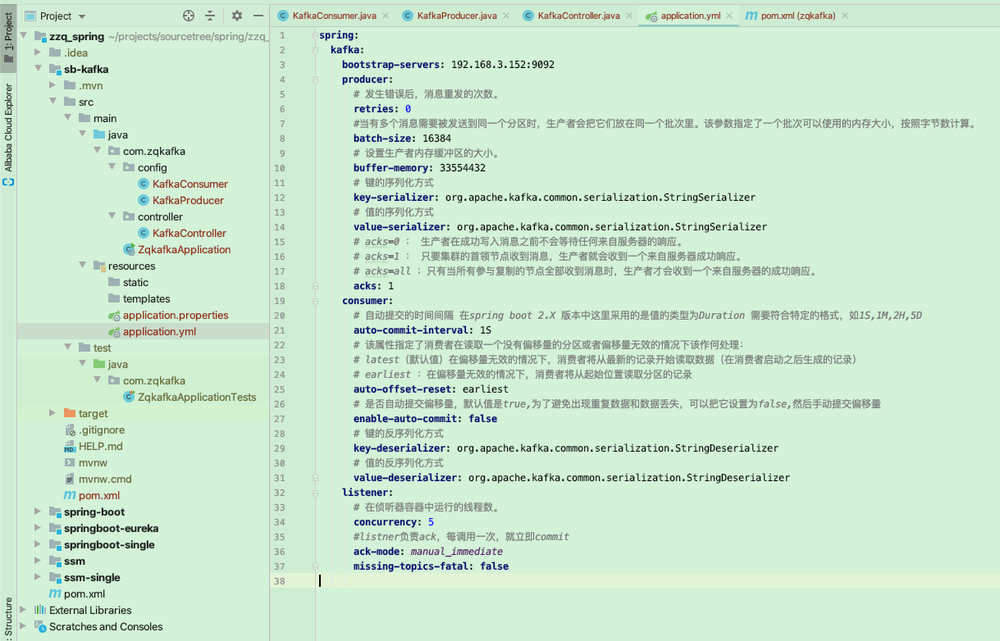 Project
KafkaConsumer.java
KafkaProducer.java
KafkaController.java
application.yml
pom.xml (zqkafka)
1: Project
Alibaba Cloud Explorer
Structure
zzq_spring ~/projects/sourcetree/spring/zzq_
.idea
sb-kafka
.mvn
src
main
java
com.zqkafka
config
KafkaConsumer
KafkaProducer
controller
KafkaController
ZqkafkaApplication
resources
static
templates
application.properties
application.yml
test
java
com.zqkafka
ZqkafkaApplicationTests
target
.gitignore
HELP.md
mvnw
mvnw.cmd
pom.xml
spring-boot
springboot-eureka
springboot-single
ssm
ssm-single
pom.xml
External Libraries
Scratches and Consoles
1 spring:
2 kafka:
3 bootstrap-servers: 192.168.3.152:9092
4 producer:
5 # 发生错误后，消息重发的次数。
6 retries: 0
7 #当有多个消息需要被发送到同一个分区时，生产者会把它们放在同一个批次里。该参数指定了一个批次可以使用的内存大小，按照字节数计算。
8 batch-size: 16384
9 # 设置生产者内存缓冲区的大小。
10 buffer-memory: 33554432
11 # 键的序列化方式
12 key-serializer: org.apache.kafka.common.serialization.StringSerializer
13 # 值的序列化方式
14 value-serializer: org.apache.kafka.common.serialization.StringSerializer
15 # acks=0 ： 生产者在成功写入消息之前不会等待任何来自服务器的响应。
16 # acks=1 ： 只要集群的首领节点收到消息，生产者就会收到一个来自服务器成功响应。
17 # acks=all ：只有当所有参与复制的节点全部收到消息时，生产者才会收到一个来自服务器的成功响应。
18 acks: 1
19 consumer:
20 # 自动提交的时间间隔 在spring boot 2.X 版本中这里采用的是值的类型为Duration 需要符合特定的格式，如1S,1M,2H,5D
21 auto-commit-interval: 1S
22 # 该属性指定了消费者在读取一个没有偏移量的分区或者偏移量无效的情况下该作何处理：
23 # latest（默认值）在偏移量无效的情况下，消费者将从最新的记录开始读取数据（在消费者启动之后生成的记录）
24 # earliest ：在偏移量无效的情况下，消费者将从起始位置读取分区的记录
25 auto-offset-reset: earliest
26 # 是否自动提交偏移量，默认值是true,为了避免出现重复数据和数据丢失，可以把它设置为false,然后手动提交偏移量
27 enable-auto-commit: false
28 # 键的反序列化方式
29 key-deserializer: org.apache.kafka.common.serialization.StringDeserializer
30 # 值的反序列化方式
31 value-deserializer: org.apache.kafka.common.serialization.StringDeserializer
32 listener:
33 # 在侦听器容器中运行的线程数。
34 concurrency: 5
35 #listner负责ack，每调用一次，就立即commit
36 ack-mode: manual_immediate
37 missing-topics-fatal: false
38